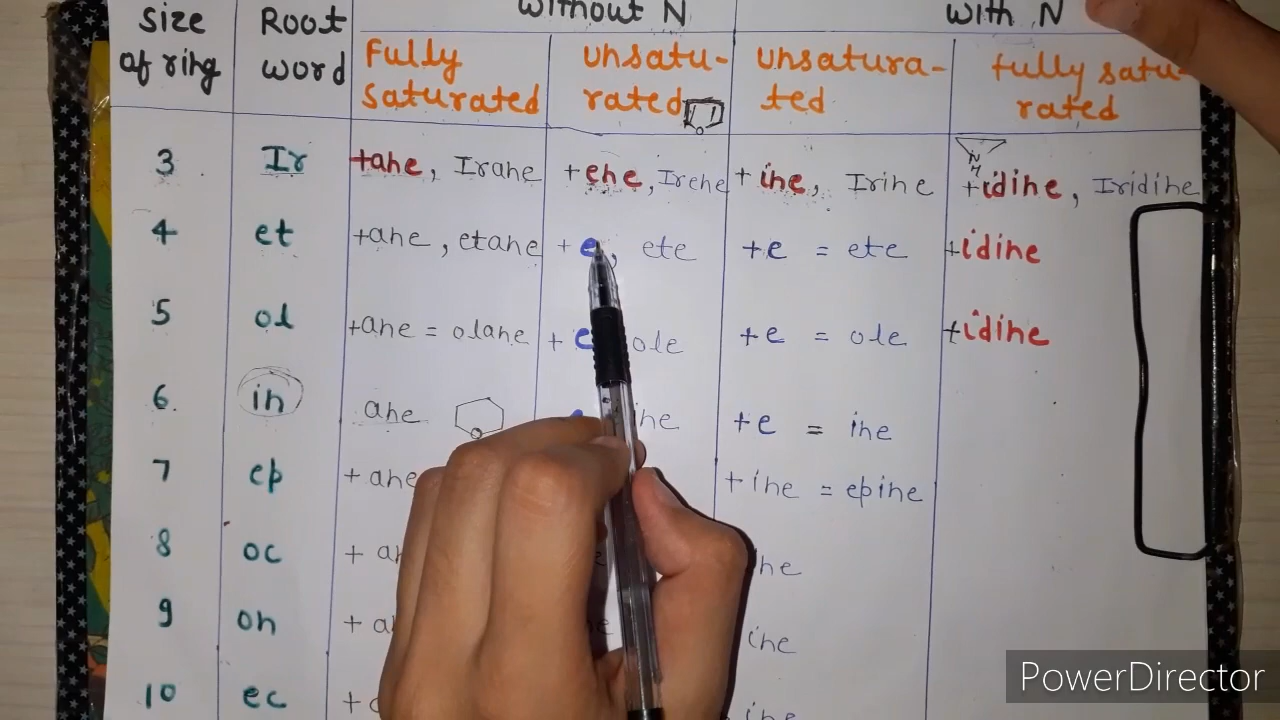 without N with N
size of ring Root word Fully saturated unsatu-rated unsatura-ted fully satu-rated
3 Ir +ane, Irane +ene, Irene +ine, Irine N H +idine, Iridine
4 et +ane, etane +e, ete +e = ete +idine
5 ol +ane = olane +e ole +e = ole +idine
6. in ane +e = ine
7 ep +ane +ine = epine
8 oc +
9 on + ine
10 ec + ine
PowerDirector